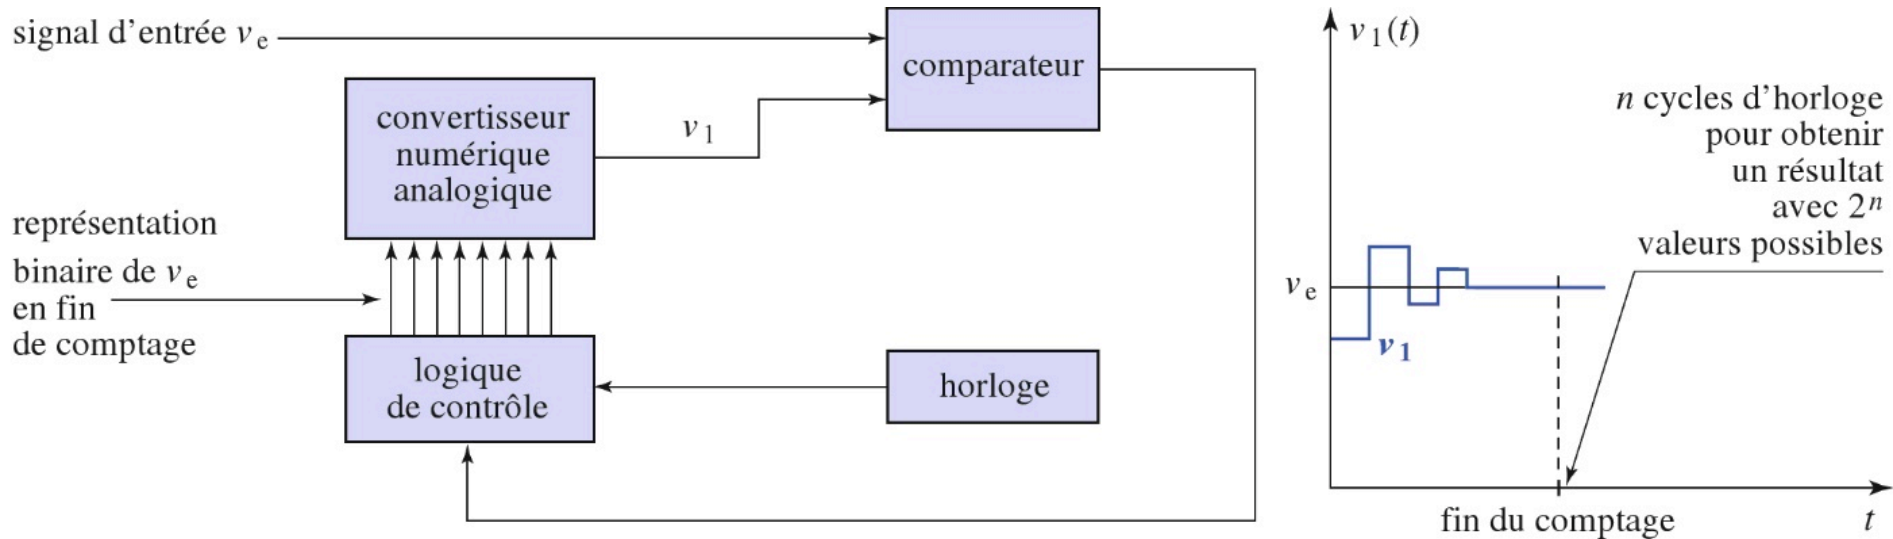 signal d'entrée v e
comparateur
convertisseur
numérique
analogique
v 1
représentation
binaire de v e
en fin
de comptage
logique
de contrôle
horloge
v 1 (t)
n cycles d'horloge
pour obtenir
un résultat
avec 2ⁿ
valeurs possibles
v e
v 1
fin du comptage
t